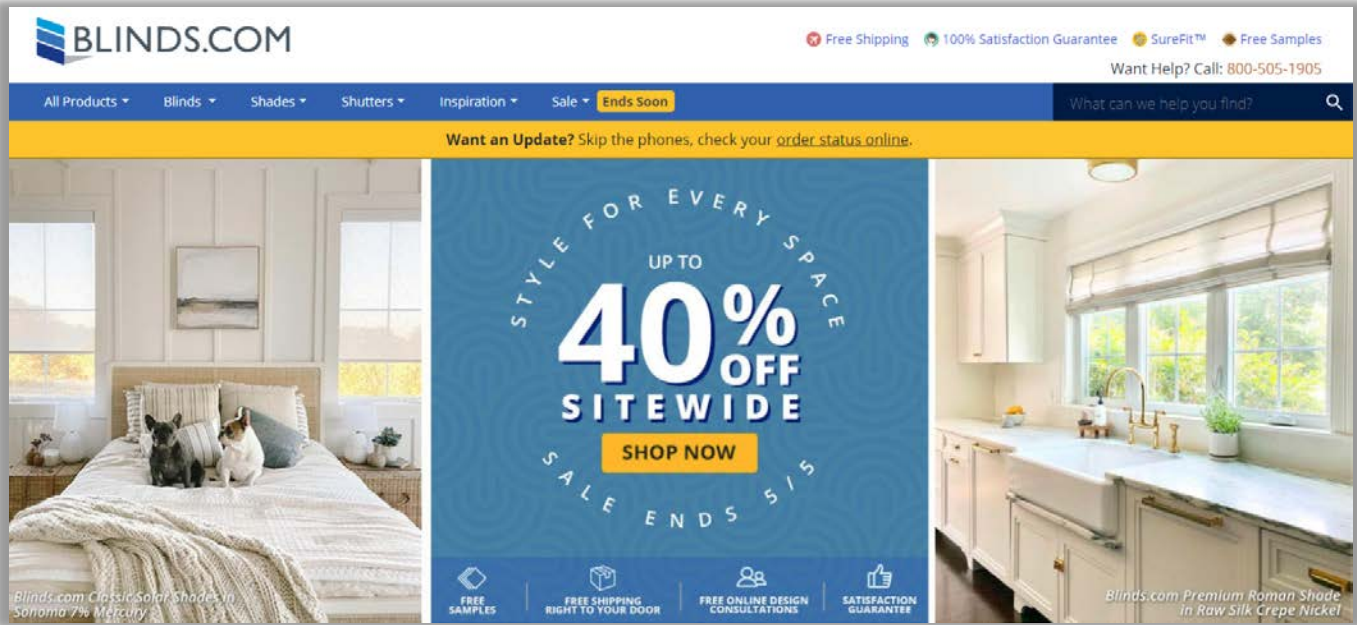 BLINDS.COM
Free Shipping 100% Satisfaction Guarantee SureFit™ Free Samples
Want Help? Call: 800-505-1905
All Products Blinds Shades Shutters Inspiration Sale Ends Soon What can we help you find?
Want an Update? Skip the phones, check your order status online.
STYLE FOR EVERY SPACE
UP TO
40% OFF
SITEWIDE
SHOP NOW
SALE ENDS 5/5
FREE SAMPLES
FREE SHIPPING RIGHT TO YOUR DOOR
FREE ONLINE DESIGN CONSULTATIONS
SATISFACTION GUARANTEE
Blinds.com Classic Solar Shades in
Sonoma 7% Mercury
Blinds.com Premium Roman Shade
in Raw Silk Crepe Nickel